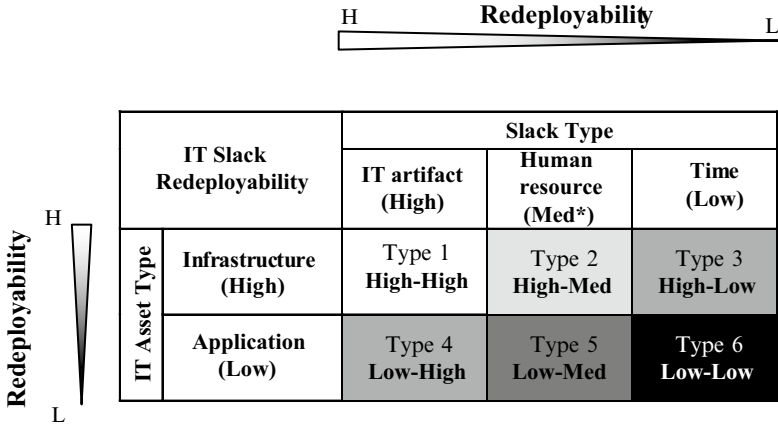 H
Redeployability
L
IT Slack
Redeployability
Slack Type
IT artifact
(High)
Human
resource
(Med*)
Time
(Low)
H
Redeployability
L
IT Asset Type
Infrastructure
(High)
Type 1
High-High
Type 2
High-Med
Type 3
High-Low
Application
(Low)
Type 4
Low-High
Type 5
Low-Med
Type 6
Low-Low